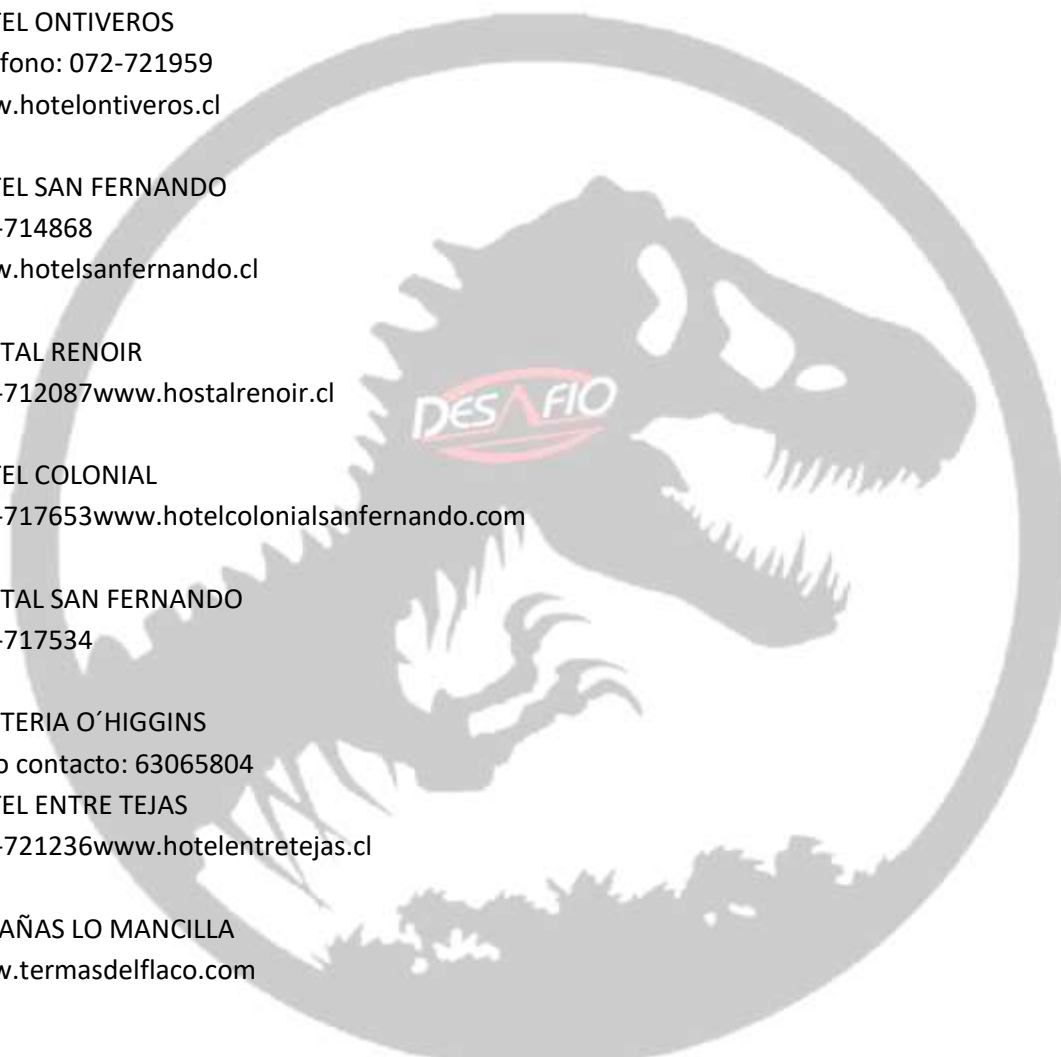 TEL ONTIVEROS
fono: 072-721959
w.hotelontiveros.cl
TEL SAN FERNANDO
-714868
w.hotelsanfernando.cl
TAL RENOIR
-712087www.hostalrenoir.cl
DESAFIO
TEL COLONIAL
-717653www.hotelcolonialsanfernando.com
TAL SAN FERNANDO
-717534
TERIA O´HIGGINS
o contacto: 63065804
TEL ENTRE TEJAS
-721236www.hotelentretejas.cl
AÑAS LO MANCILLA
w.termasdelflaco.com